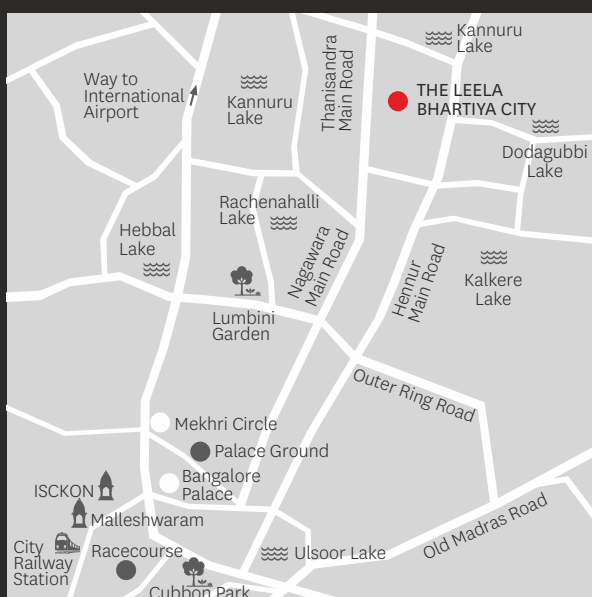 Kannuru
Lake
Way to
International
Airport
Kannuru
Lake
Thanisandra
Main Road
THE LEELA
BHARTIYA CITY
Dodagubbi
Lake
Rachenahalli
Lake
Hebbal
Lake
Nagawara
Main Road
Hennur
Main Road
Kalkere
Lake
Lumbini
Garden
Outer Ring Road
Mekhri Circle
Palace Ground
Bangalore
Palace
ISCKON
Malleshwaram
City
Railway
Station
Racecourse
Ulsoor Lake
Old Madras Road
Cubbon Park